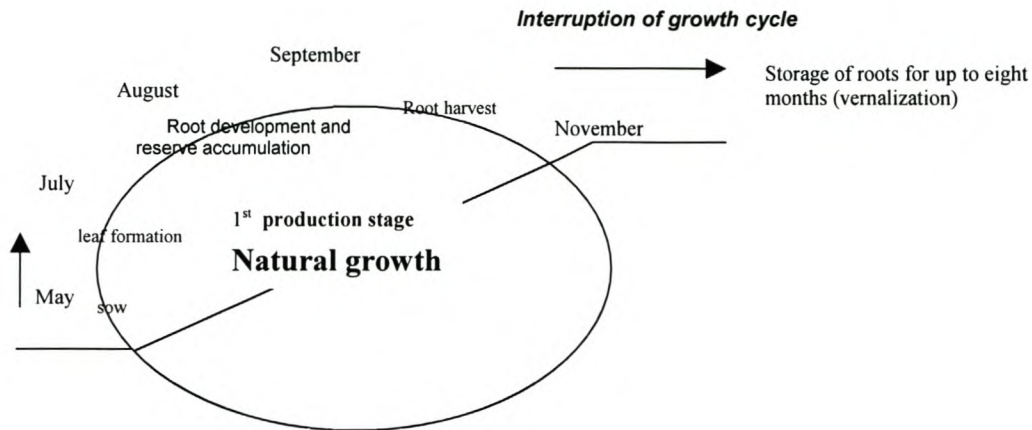 Interruption of growth cycle
September
Storage of roots for up to eight
months (vernalization)
August
Root harvest
Root development and
reserve accumulation
November
July
1st production stage
leaf formation
Natural growth
May
sow